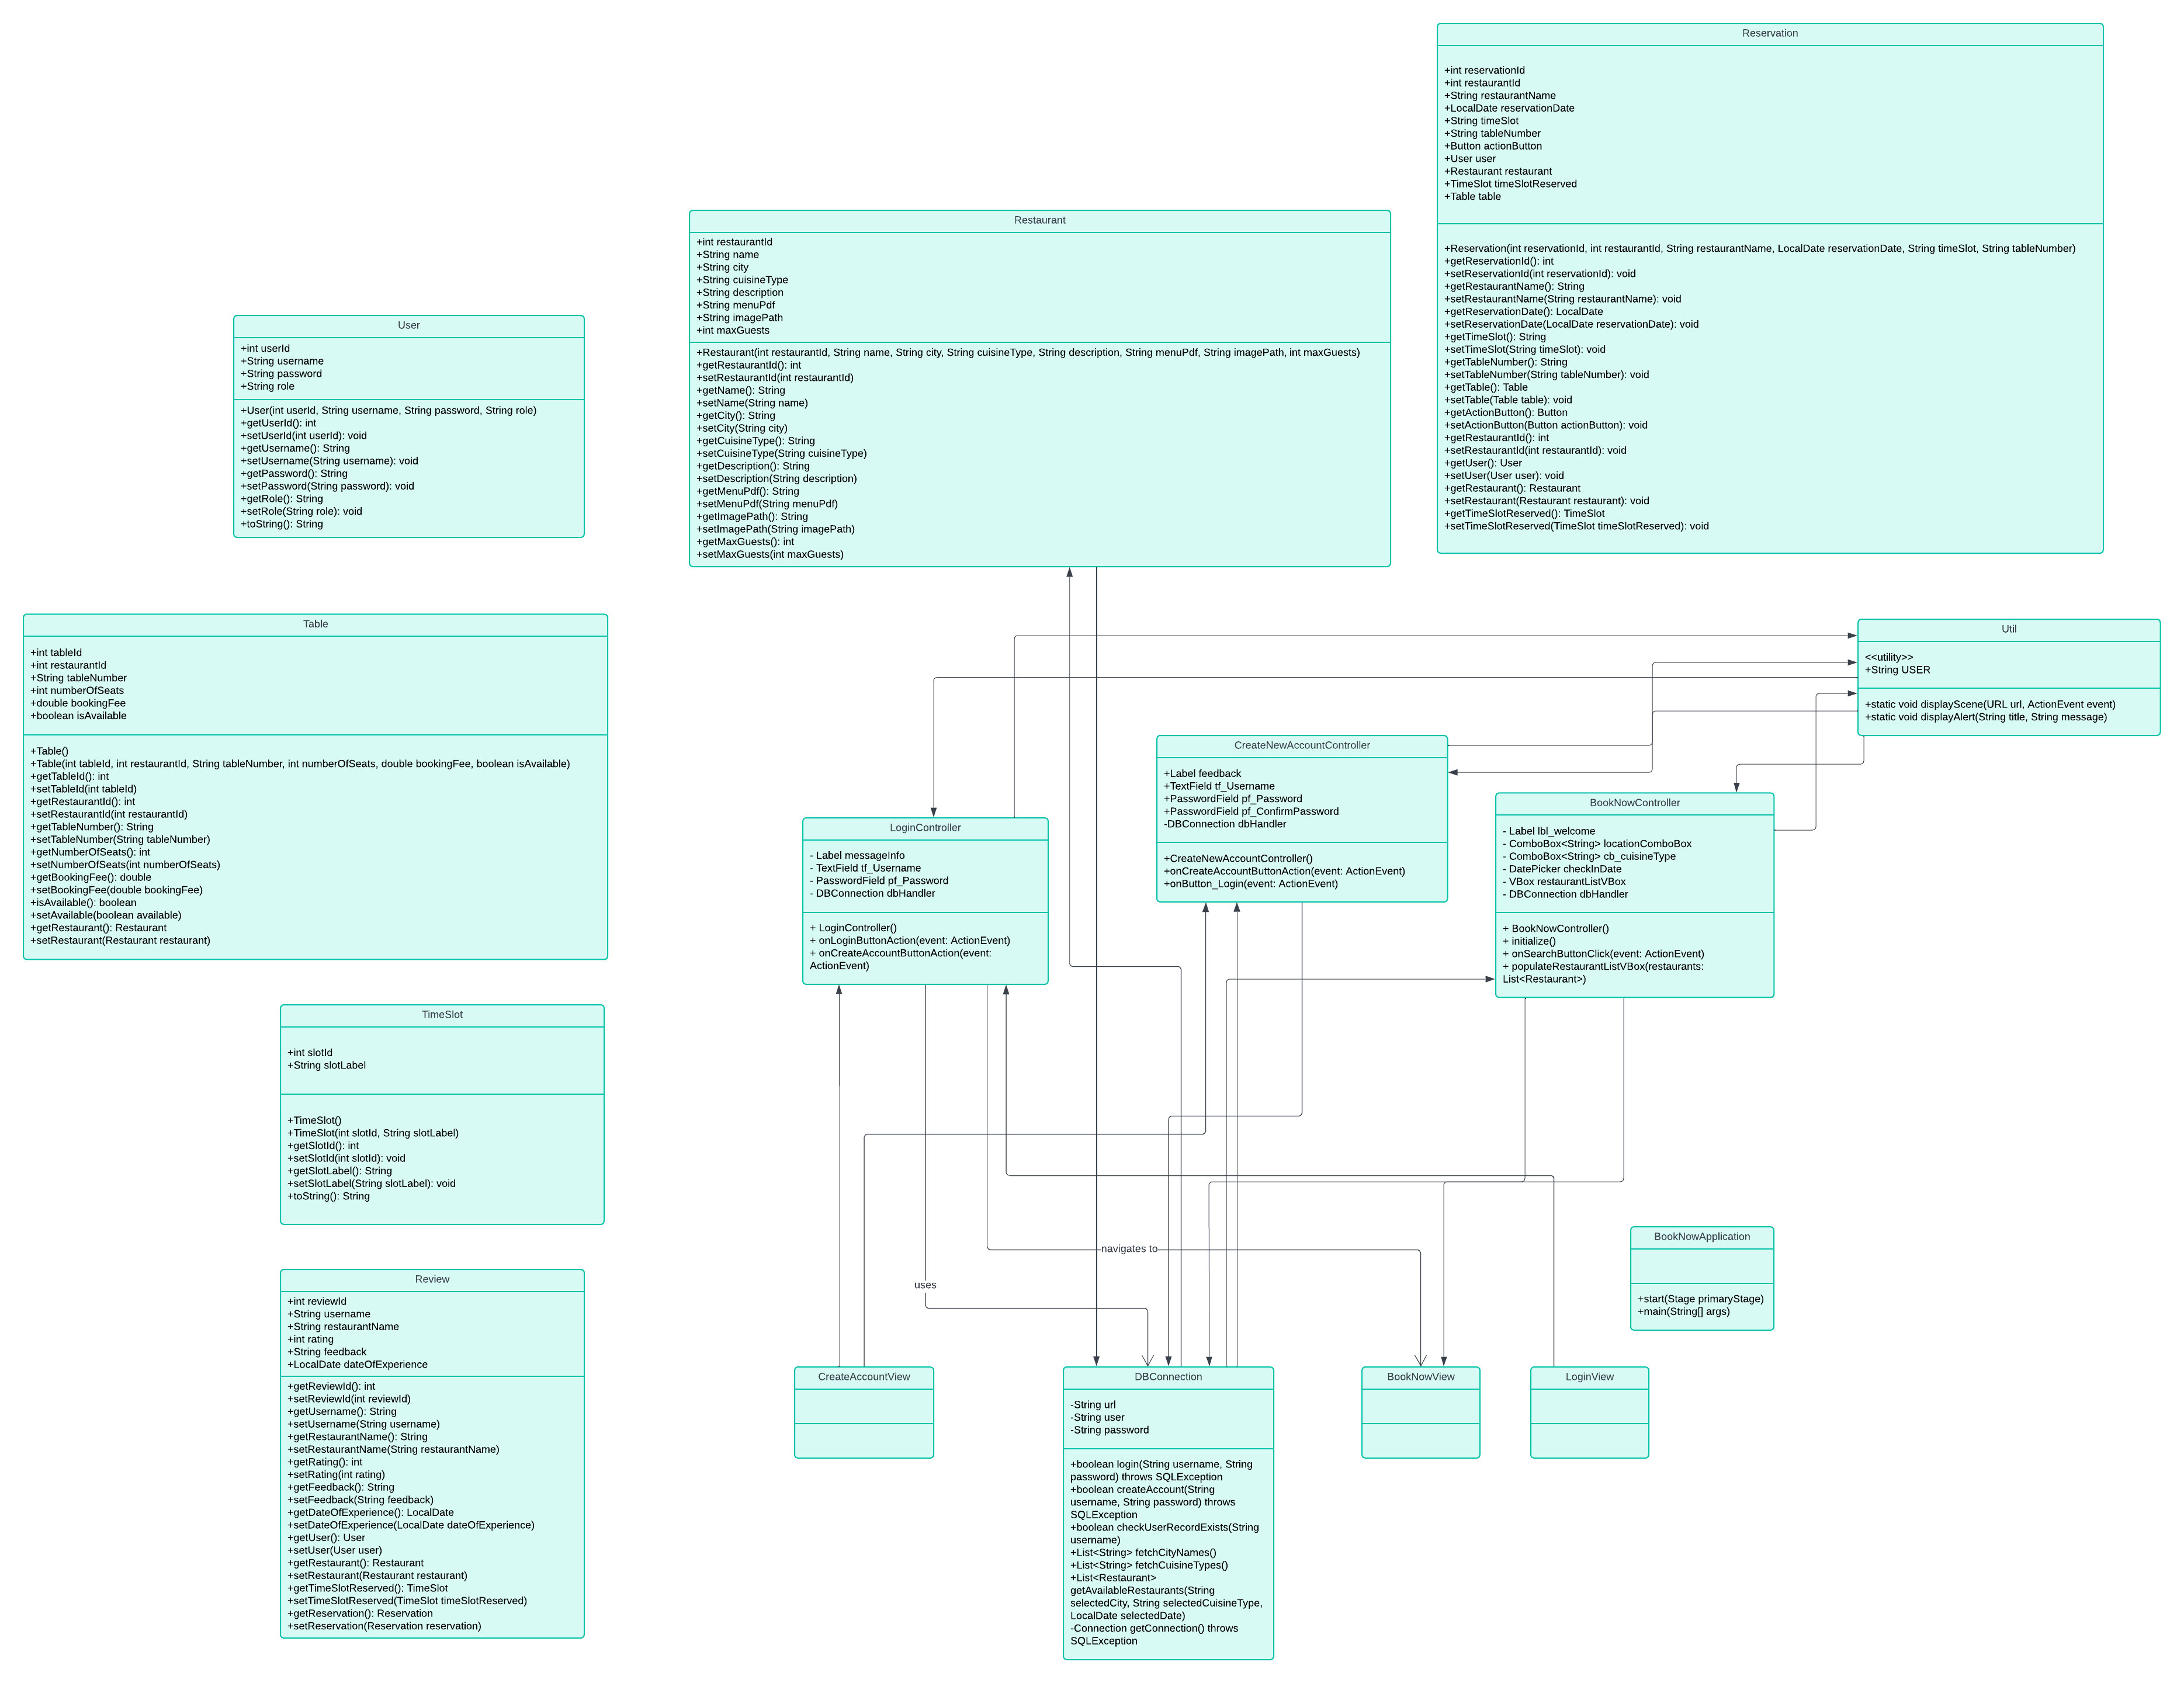 Reservation
+int reservationId
+int restaurantId
+String restaurantName
+LocalDate reservationDate
+String timeSlot
+String tableNumber
+Button actionButton
+User user
+Restaurant restaurant
+TimeSlot timeSlotReserved
+Table table
+Reservation(int reservationId, int restaurantId, String restaurantName, LocalDate reservationDate, String timeSlot, String tableNumber)
+getReservationId(): int
+setReservationId(int reservationId): void
+getRestaurantName(): String
+setRestaurantName(String restaurantName): void
+getReservationDate(): LocalDate
+setReservationDate(LocalDate reservationDate): void
+getTimeSlot(): String
+setTimeSlot(String timeSlot): void
+getTableNumber(): String
+setTableNumber(String tableNumber): void
+getTable(): Table
+setTable(Table table): void
+getActionButton(): Button
+setActionButton(Button actionButton): void
+getRestaurantId(): int
+setRestaurantId(int restaurantId): void
+getUser(): User
+setUser(User user): void
+getRestaurant(): Restaurant
+setRestaurant(Restaurant restaurant): void
+getTimeSlotReserved(): TimeSlot
+setTimeSlotReserved(TimeSlot timeSlotReserved): void
Restaurant
+int restaurantId
+String name
+String city
+String cuisineType
+String description
+String menuPdf
+String imagePath
+int maxGuests
+Restaurant(int restaurantId, String name, String city, String cuisineType, String description, String menuPdf, String imagePath, int maxGuests)
+getRestaurantId(): int
+setRestaurantId(int restaurantId)
+getName(): String
+setName(String name)
+getCity(): String
+setCity(String city)
+getCuisineType(): String
+setCuisineType(String cuisineType)
+getDescription(): String
+setDescription(String description)
+getMenuPdf(): String
+setMenuPdf(String menuPdf)
+getImagePath(): String
+setImagePath(String imagePath)
+getMaxGuests(): int
+setMaxGuests(int maxGuests)
User
+int userId
+String username
+String password
+String role
+User(int userId, String username, String password, String role)
+getUserId(): int
+setUserId(int userId): void
+getUsername(): String
+setUsername(String username): void
+getPassword(): String
+setPassword(String password): void
+getRole(): String
+setRole(String role): void
+toString(): String
Table
+int tableId
+int restaurantId
+String tableNumber
+int numberOfSeats
+double bookingFee
+boolean isAvailable
+Table()
+Table(int tableId, int restaurantId, String tableNumber, int numberOfSeats, double bookingFee, boolean isAvailable)
+getTableId(): int
+setTableId(int tableId)
+getRestaurantId(): int
+setRestaurantId(int restaurantId)
+getTableNumber(): String
+setTableNumber(String tableNumber)
+getNumberOfSeats(): int
+setNumberOfSeats(int numberOfSeats)
+getBookingFee(): double
+setBookingFee(double bookingFee)
+isAvailable(): boolean
+setAvailable(boolean available)
+getRestaurant(): Restaurant
+setRestaurant(Restaurant restaurant)
Util
<<utility>>
+String USER
+static void displayScene(URL url, ActionEvent event)
+static void displayAlert(String title, String message)
CreateNewAccountController
+Label feedback
+TextField tf_Username
+PasswordField pf_Password
+PasswordField pf_ConfirmPassword
-DBConnection dbHandler
+CreateNewAccountController()
+onCreateAccountButtonAction(event: ActionEvent)
+onButton_Login(event: ActionEvent)
BookNowController
- Label lbl_welcome
- ComboBox<String> locationComboBox
- ComboBox<String> cb_cuisineType
- DatePicker checkInDate
- VBox restaurantListVBox
- DBConnection dbHandler
+ BookNowController()
+ initialize()
+ onSearchButtonClick(event: ActionEvent)
+ populateRestaurantListVBox(restaurants:
List<Restaurant>)
LoginController
- Label messageInfo
- TextField tf_Username
- PasswordField pf_Password
- DBConnection dbHandler
+ LoginController()
+ onLoginButtonAction(event: ActionEvent)
+ onCreateAccountButtonAction(event:
ActionEvent)
TimeSlot
+int slotId
+String slotLabel
+TimeSlot()
+TimeSlot(int slotId, String slotLabel)
+getSlotId(): int
+setSlotId(int slotId): void
+getSlotLabel(): String
+setSlotLabel(String slotLabel): void
+toString(): String
navigates to
uses
BookNowApplication
+start(Stage primaryStage)
+main(String[] args)
Review
+int reviewId
+String username
+String restaurantName
+int rating
+String feedback
+LocalDate dateOfExperience
+getReviewId(): int
+setReviewId(int reviewId)
+getUsername(): String
+setUsername(String username)
+getRestaurantName(): String
+setRestaurantName(String restaurantName)
+getRating(): int
+setRating(int rating)
+getFeedback(): String
+setFeedback(String feedback)
+getDateOfExperience(): LocalDate
+setDateOfExperience(LocalDate dateOfExperience)
+getUser(): User
+setUser(User user)
+getRestaurant(): Restaurant
+setRestaurant(Restaurant restaurant)
+getTimeSlotReserved(): TimeSlot
+setTimeSlotReserved(TimeSlot timeSlotReserved)
+getReservation(): Reservation
+setReservation(Reservation reservation)
CreateAccountView
DBConnection
-String url
-String user
-String password
+boolean login(String username, String
password) throws SQLException
+boolean createAccount(String
username, String password) throws
SQLException
+boolean checkUserRecordExists(String
username)
+List<String> fetchCityNames()
+List<String> fetchCuisineTypes()
+List<Restaurant>
getAvailableRestaurants(String
selectedCity, String selectedCuisineType,
LocalDate selectedDate)
-Connection getConnection() throws
SQLException
BookNowView
LoginView